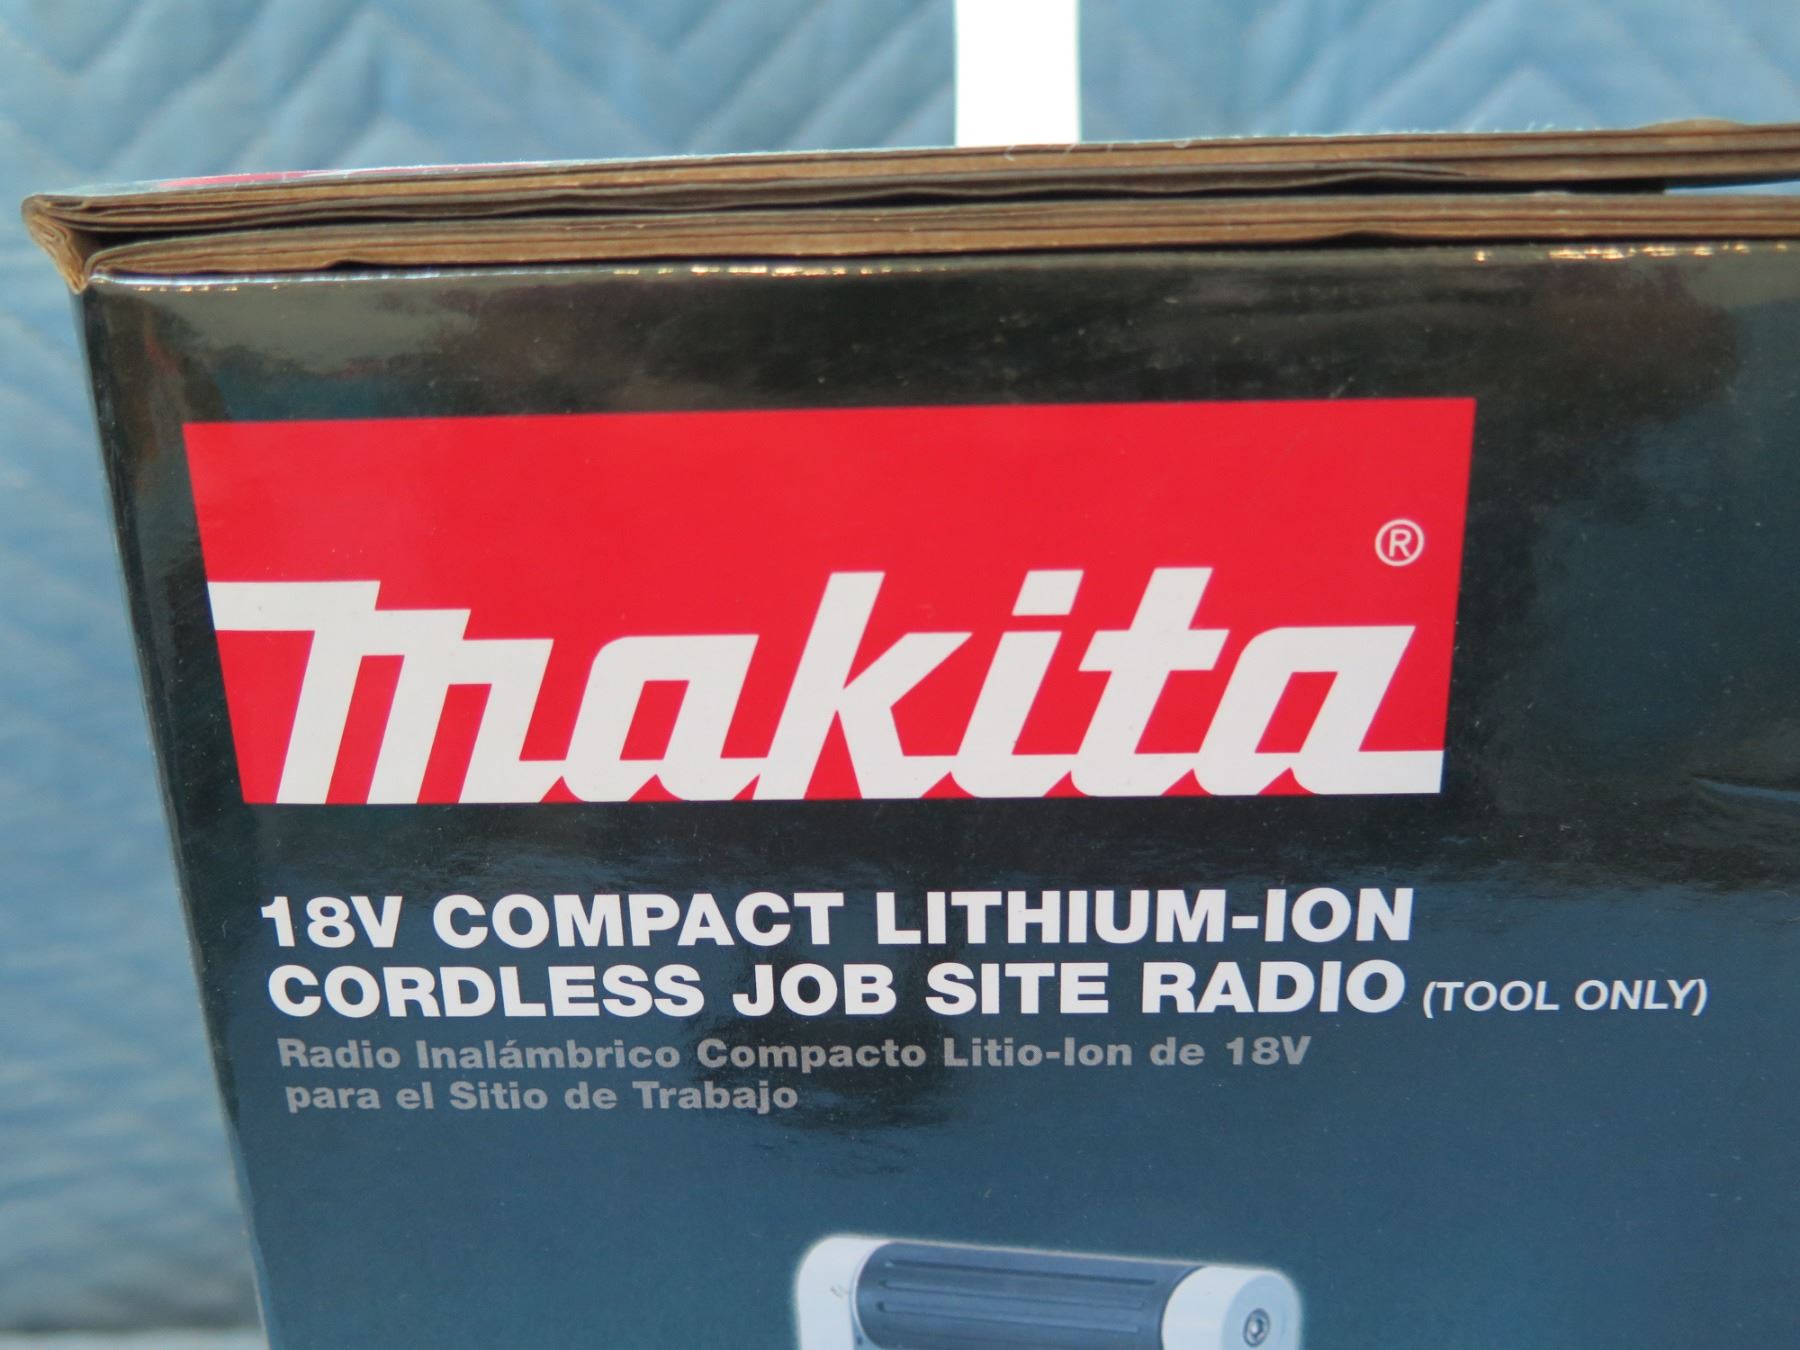 makita®
18V COMPACT LITHIUM-ION
CORDLESS JOB SITE RADIO (TOOL ONLY)
Radio Inalámbrico Compacto Litio-Ion de 18V
para el Sitio de Trabajo